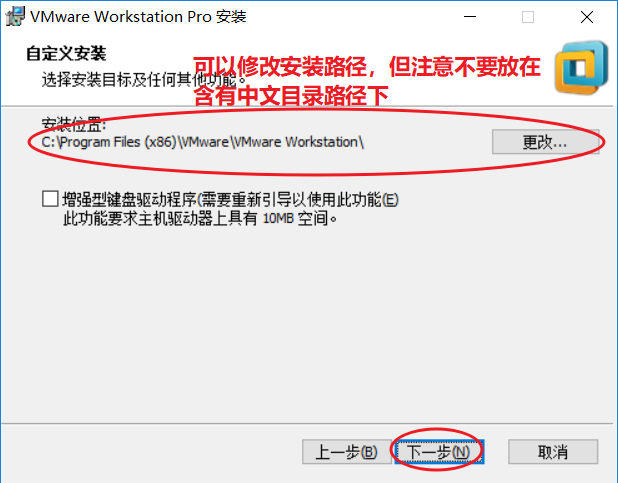 VMware Workstation Pro 安装
自定义安装
选择安装目标及任何其他功能。
可以修改安装路径，但注意不要放在
含有中文目录路径下
安装位置:
C:\Program Files (x86)\VMware\VMware Workstation\
更改...
增强型键盘驱动程序(需要重新引导以使用此功能(E)
此功能要求主机驱动器上具有 10MB 空间。
上一步(B)
下一步(N)
取消